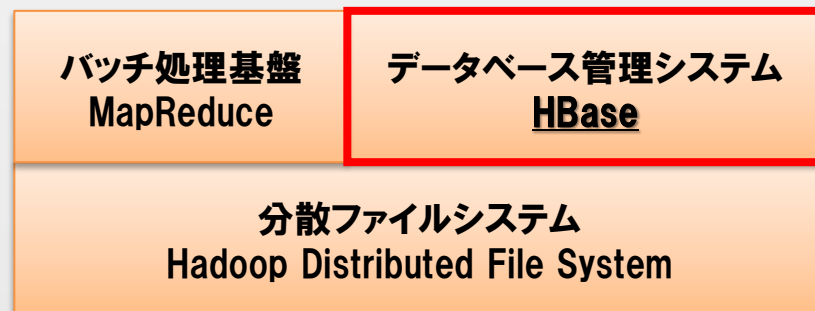 バッチ処理基盤
MapReduce
データベース管理システム
HBase
分散ファイルシステム
Hadoop Distributed File System